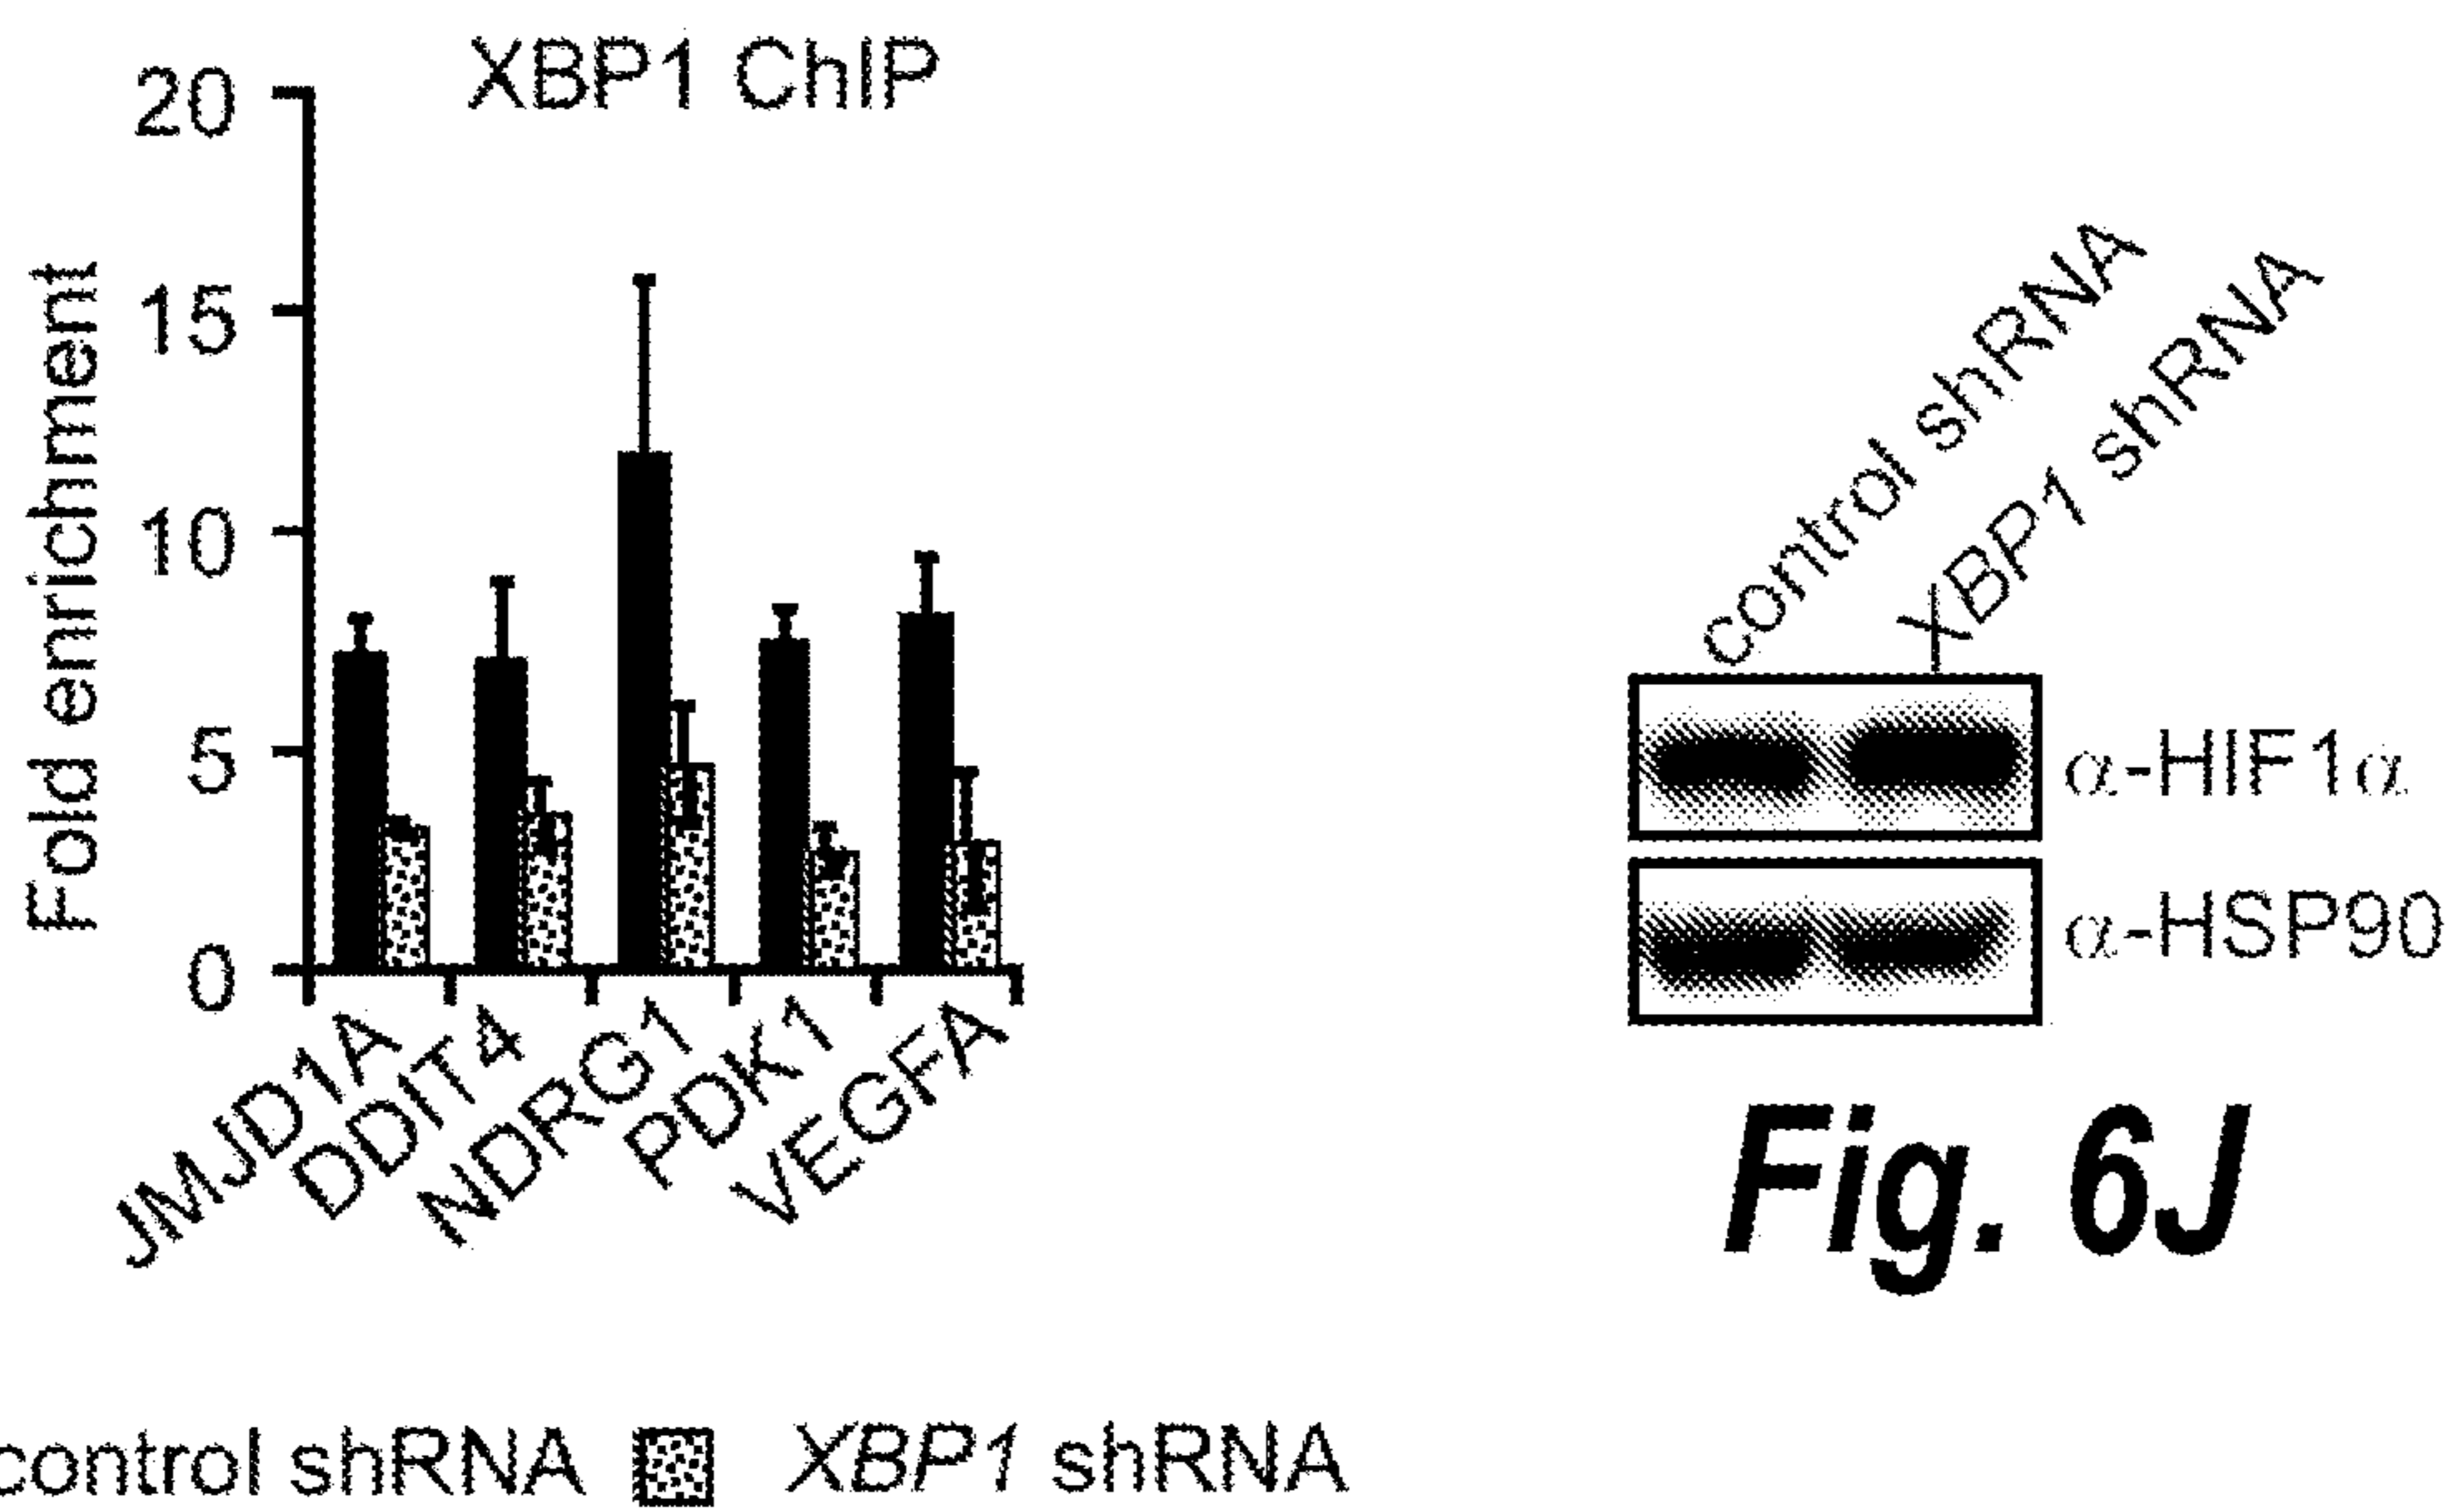 XBP1 ChIP
Fold enrichment
20
15
10
5
0
JMJD1A
DDIT4
NDRG1
PDK1
VEGFA
control shRNA
XBP1 shRNA
control shRNA
XBP1 shRNA
α-HIF1α
α-HSP90
Fig. 6J